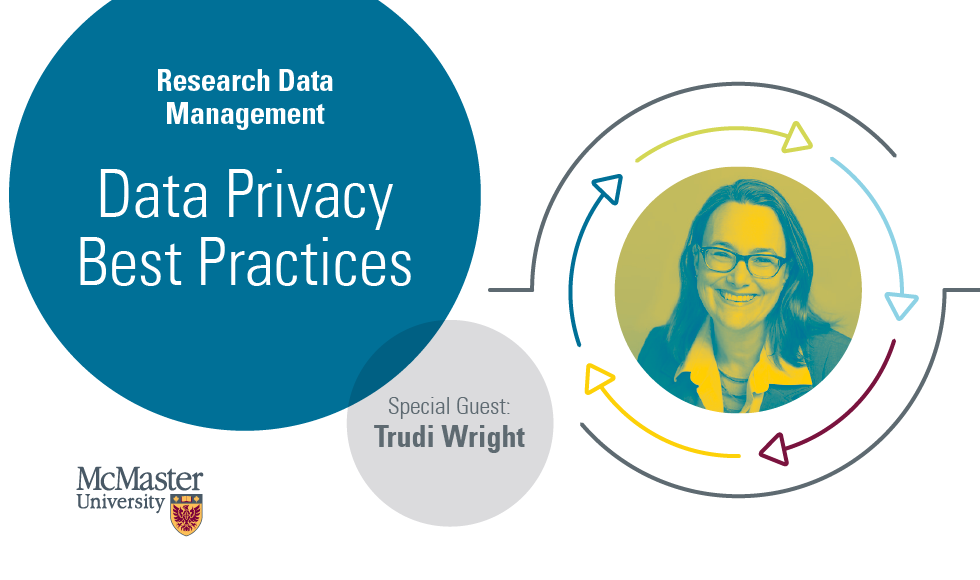 Research Data
Management
Data Privacy
Best Practices
Special Guest:
Trudi Wright
McMaster
University